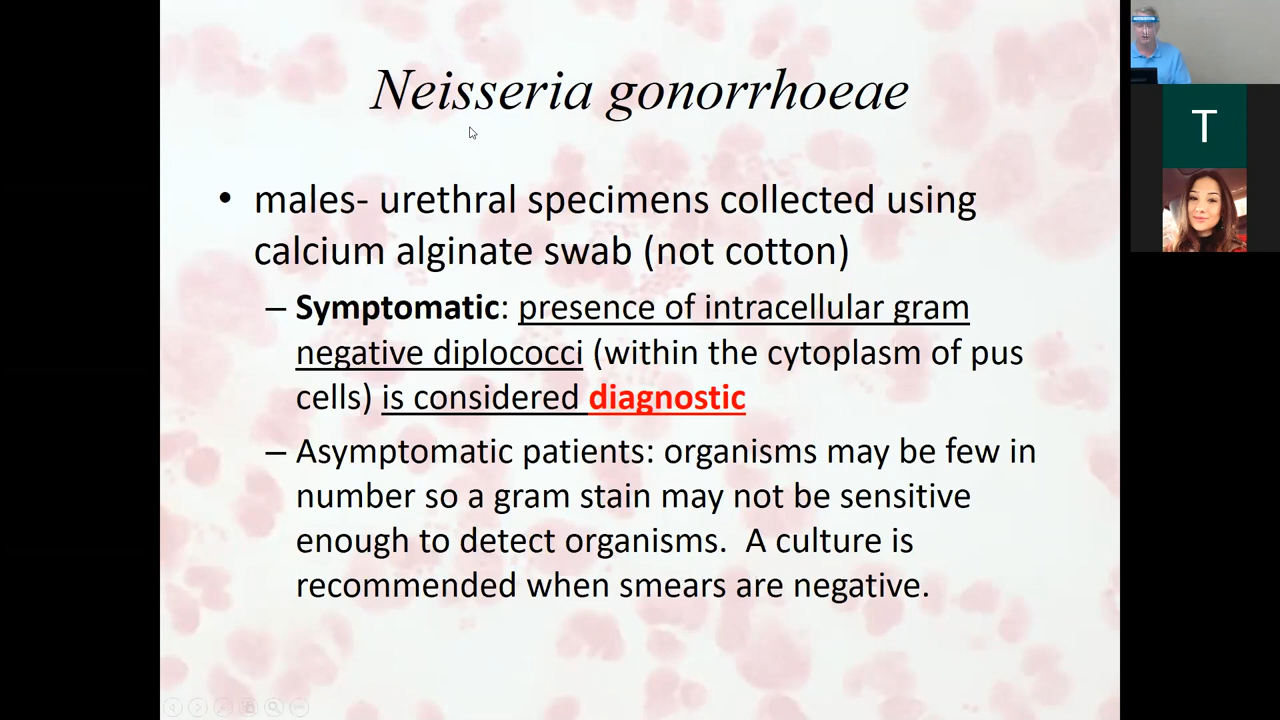 Neisseria gonorrhoeae
• males- urethral specimens collected using
calcium alginate swab (not cotton)
– Symptomatic: presence of intracellular gram
negative diplococci (within the cytoplasm of pus
cells) is considered diagnostic
– Asymptomatic patients: organisms may be few in
number so a gram stain may not be sensitive
enough to detect organisms.  A culture is
recommended when smears are negative.
T